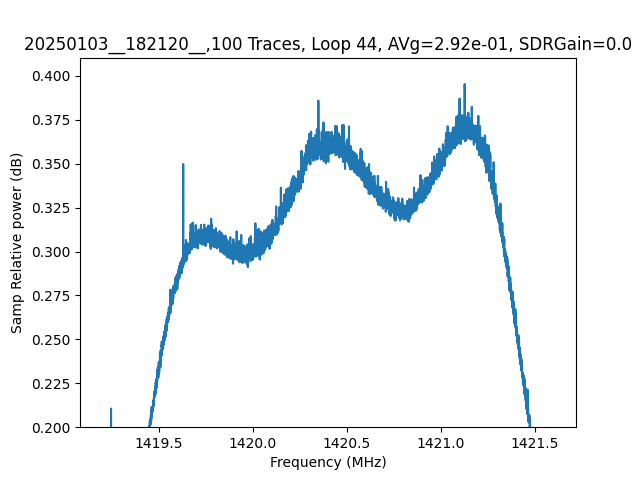 20250103__182120__,100 Traces, Loop 44, AVg=2.92e-01, SDRGain=0.0
0.400
0.375
0.350
0.325
0.300
0.275
0.250
0.225
0.200
Samp Relative power (dB)
1419.5 1420.0 1420.5 1421.0 1421.5
Frequency (MHz)